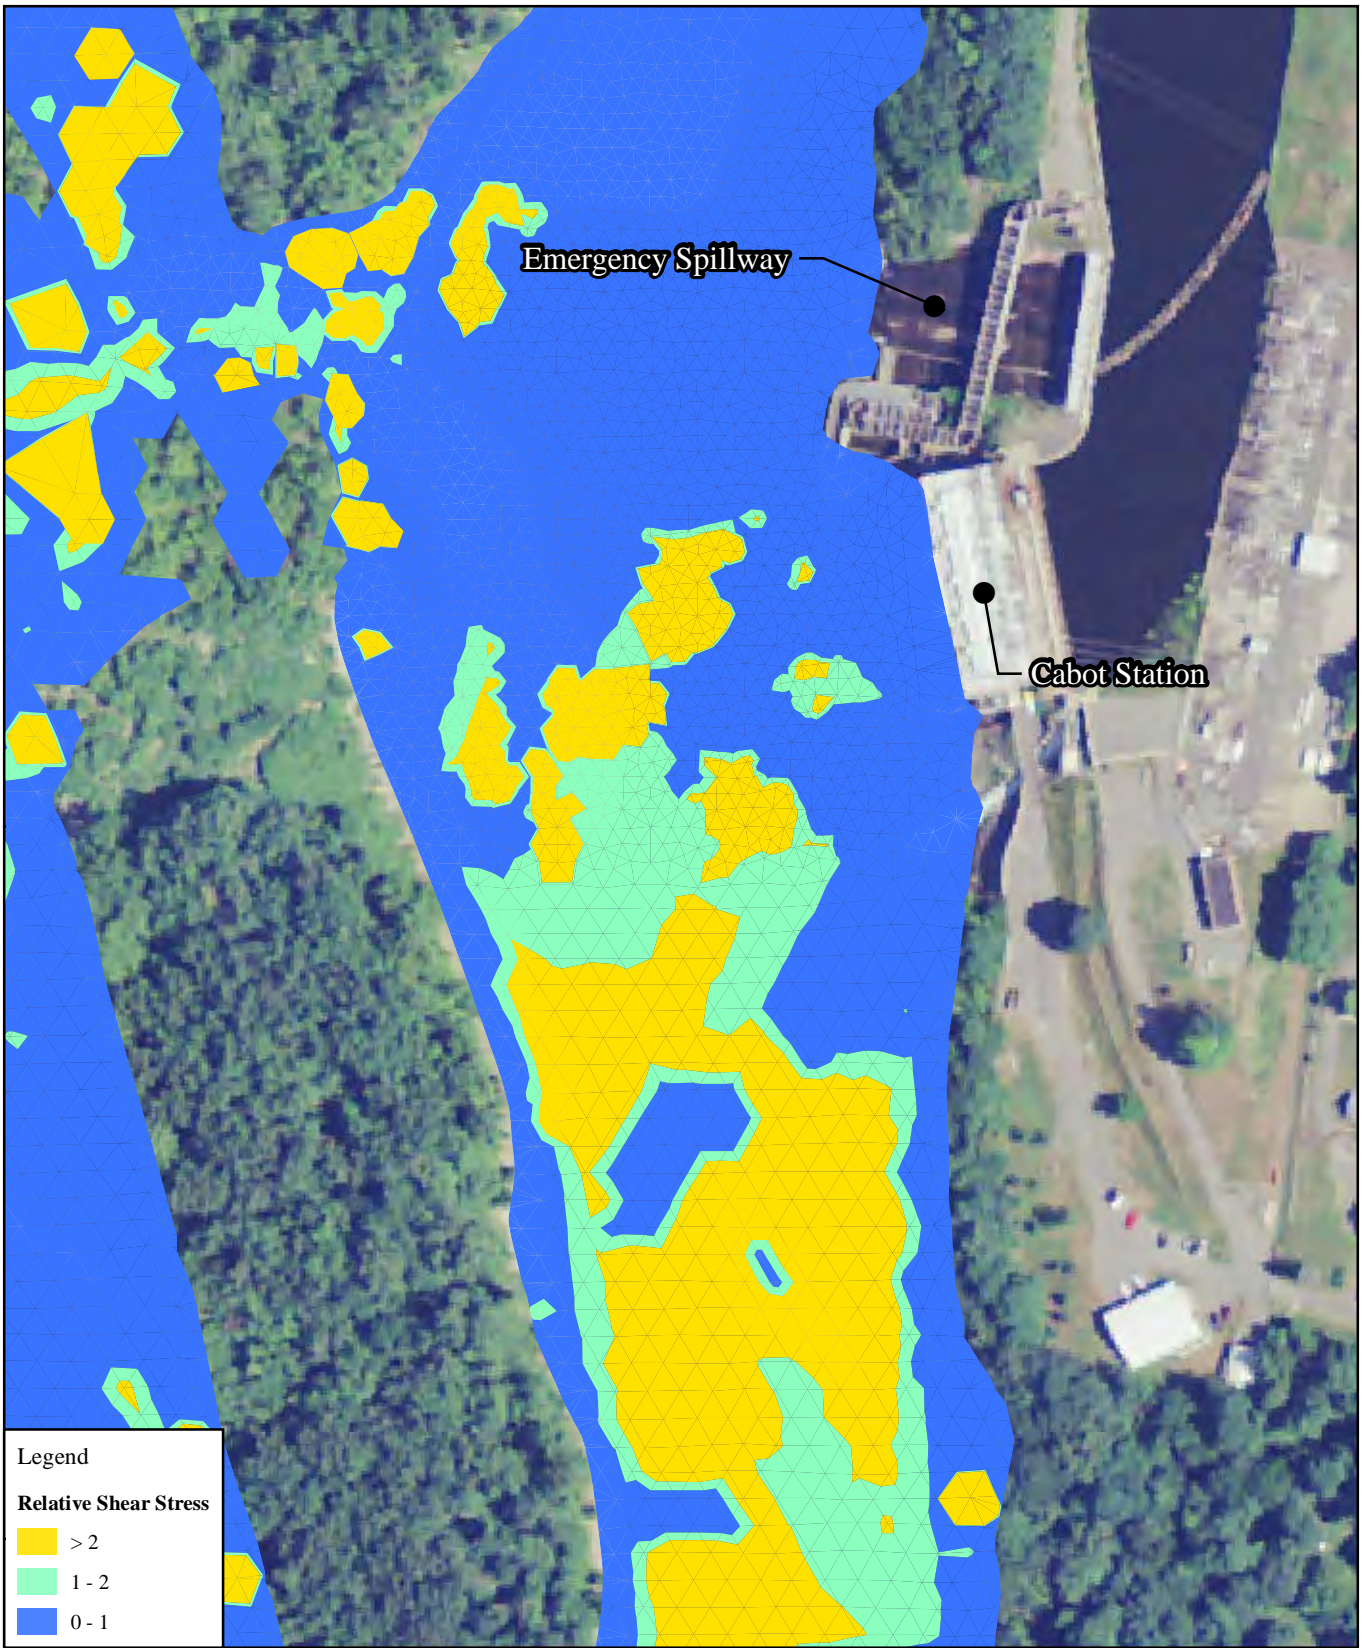 Emergency Spillway
Cabot Station
Legend
Relative Shear Stress
> 2
1 - 2
0 - 1